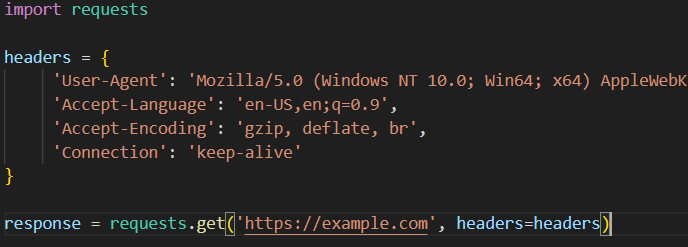 import requests
headers = {
'User-Agent': 'Mozilla/5.0 (Windows NT 10.0; Win64; x64) AppleWebK
'Accept-Language': 'en-US,en;q=0.9',
'Accept-Encoding': 'gzip, deflate, br',
'Connection': 'keep-alive'
}
response = requests.get('https://example.com', headers=headers)